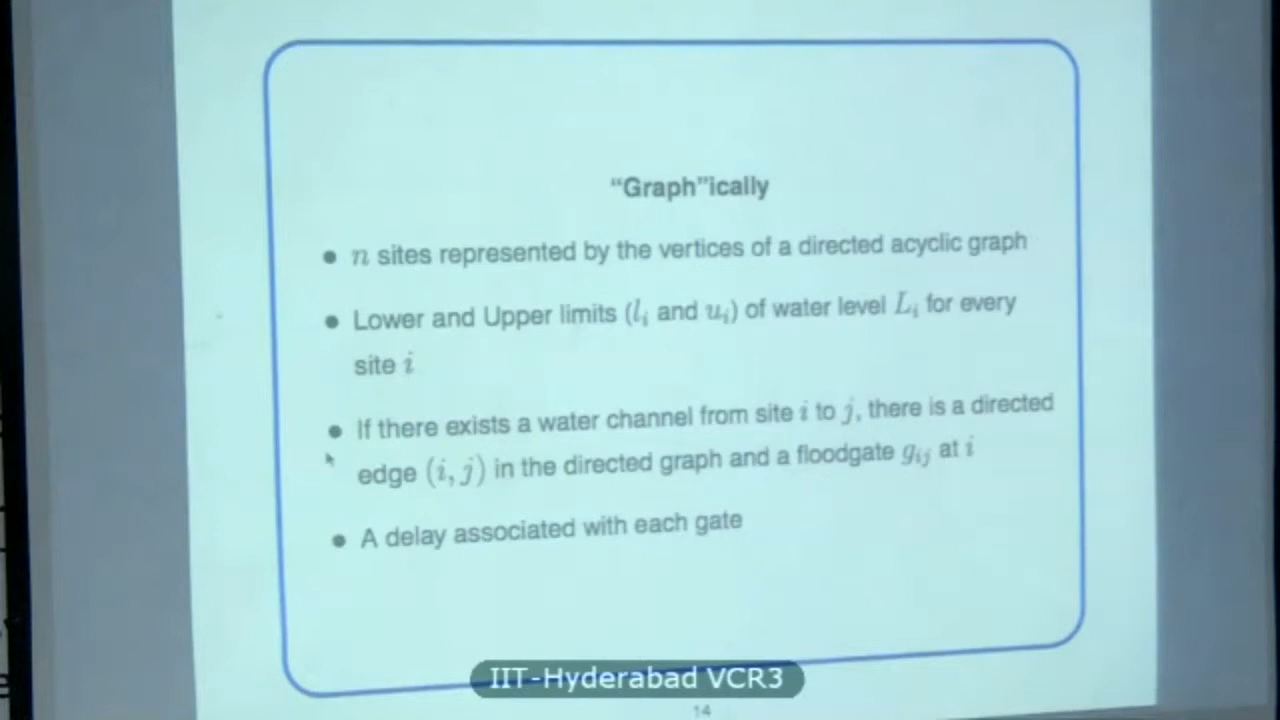 “Graph”ically
• n sites represented by the vertices of a directed acyclic graph
• Lower and Upper limits (lᵢ and uᵢ) of water level Lᵢ for every
site i
• If there exists a water channel from site i to j, there is a directed
edge (i, j) in the directed graph and a floodgate gᵢⱼ at i
• A delay associated with each gate
IIT-Hyderabad VCR3
14